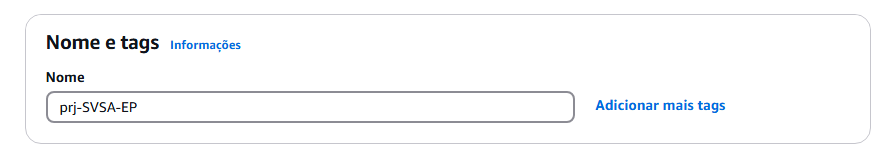 Nome e tags Informações
Nome
prj-SVSA-EP
Adicionar mais tags